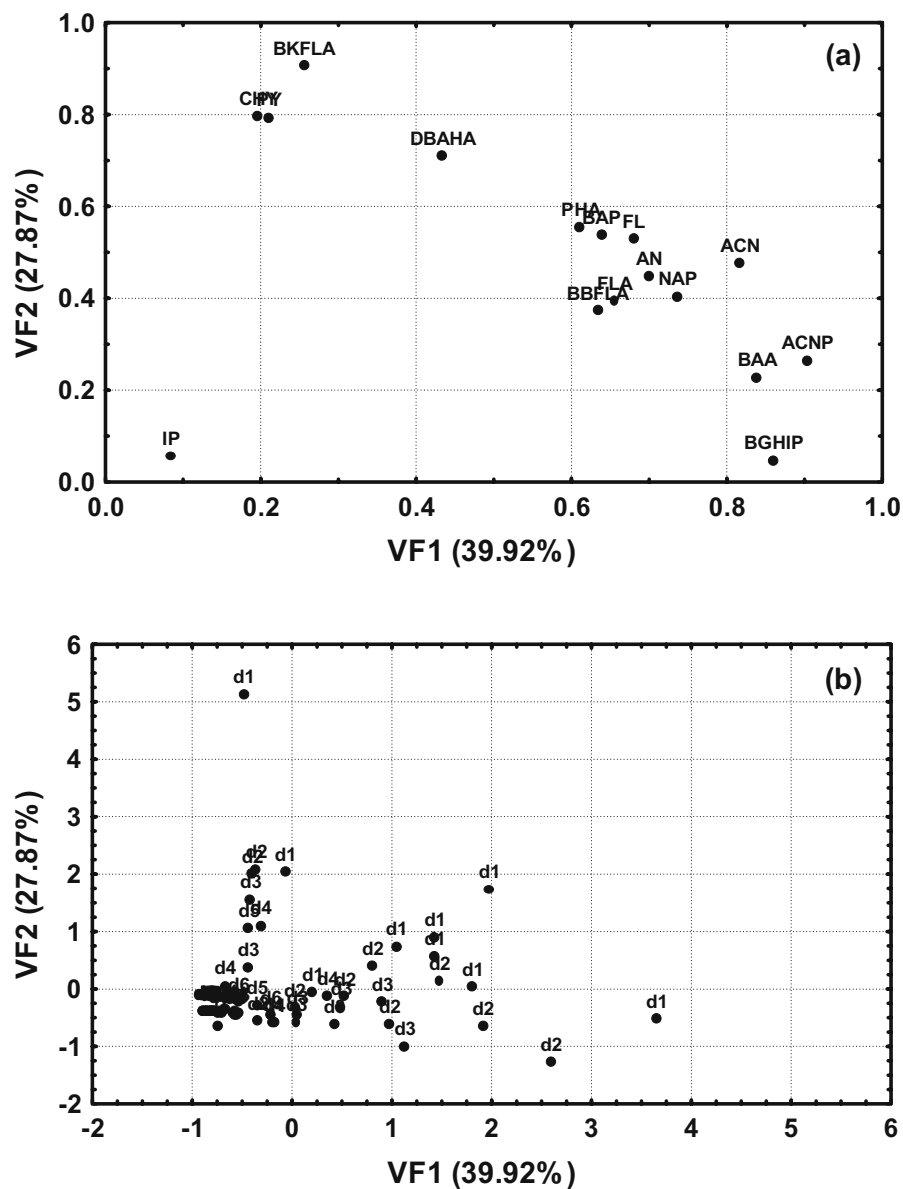 1.0
BKFLA
(a)
CHY PY
0.8
DBAHA
0.6
PHA BAP FL
ACN
AN
FLA NAP
BBFLA
0.4
ACNP
BAA
0.2
IP
BGHIP
0.0
0.0 0.2 0.4 0.6 0.8 1.0
VF2 (27.87%)
VF1 (39.92%)
6
d1
(b)
5
4
3
d2 d1
d2
2
d3
d1
d5 d4
d1
1
d1 d1
d3 d2 d2
d4 d1
d6 d5 d1 d4 d2
0
d6 d2 d3 d3
d3 d1
d2
d2
d3
-1
d2
-2
-2 -1 0 1 2 3 4 5 6
VF2 (27.87%)
VF1 (39.92%)